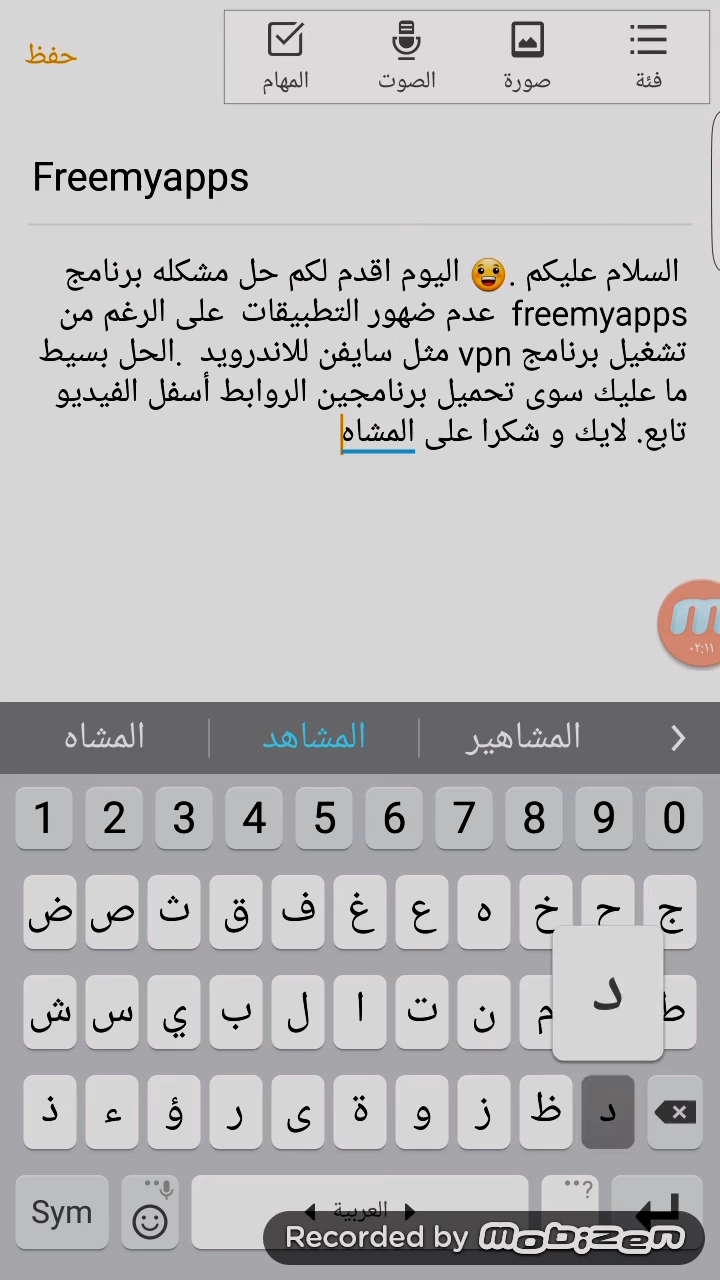 حفظ
المهام
الصوت
صورة
فئة
Freemyapps
السلام عليكم .😀 اليوم اقدم لكم حل مشكله برنامج
freemyapps عدم ضهور التطبيقات على الرغم من
تشغيل برنامج vpn مثل سايفن للاندرويد .الحل بسيط
ما عليك سوى تحميل برنامجين الروابط أسفل الفيديو
تابع. لايك و شكرا على المشاه
٠٢:١١
المشاه المشاهد المشاهير
1 2 3 4 5 6 7 8 9 0
ض ص ث ق ف غ ع ه خ ح ج
ش س ي ب ل ا ت ن م د ط
ذ ء ؤ ر ى ة و ز ظ د
Sym العربية ?
Recorded by mobizen